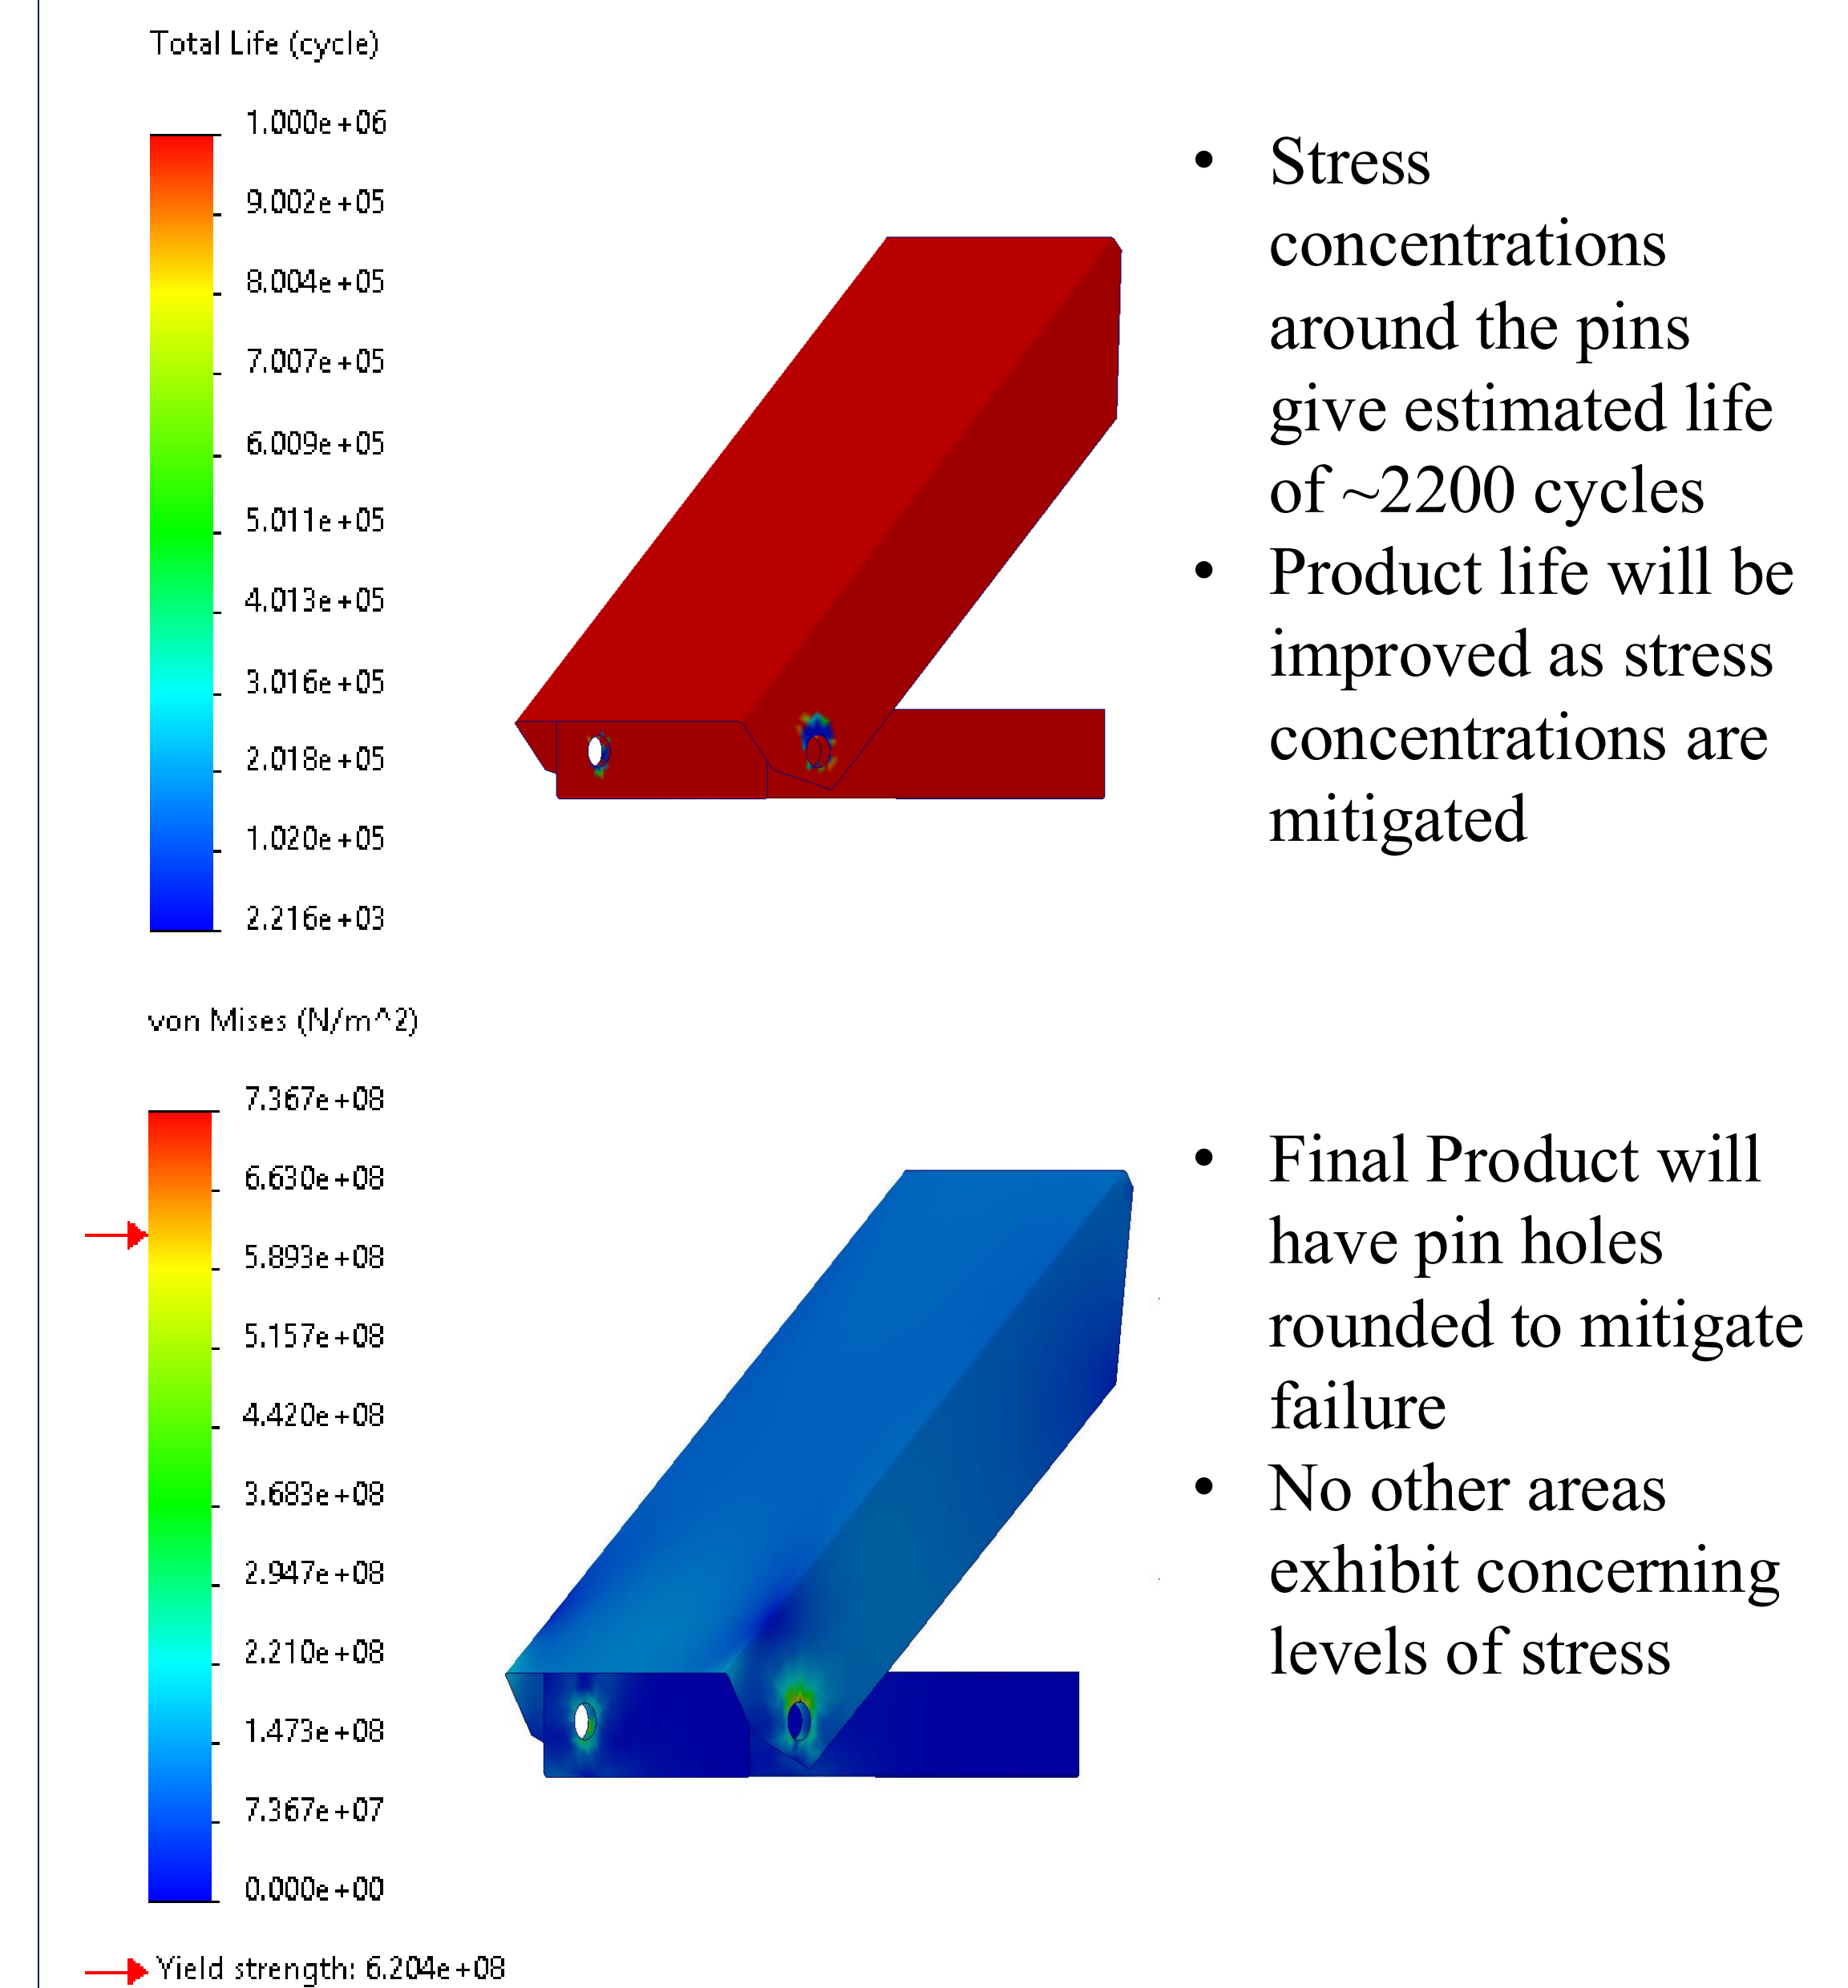 Total Life (cycle)
1.000e+06
9.002e+05
8.004e+05
7.007e+05
6.009e+05
5.011e+05
4.013e+05
3.016e+05
2.018e+05
1.020e+05
2.216e+03
• Stress
concentrations
around the pins
give estimated life
of ~2200 cycles
• Product life will be
improved as stress
concentrations are
mitigated
von Mises (N/m^2)
7.367e+08
6.630e+08
5.893e+08
5.157e+08
4.420e+08
3.683e+08
2.947e+08
2.210e+08
1.473e+08
7.367e+07
0.000e+00
Yield strength: 6.204e+08
• Final Product will
have pin holes
rounded to mitigate
failure
• No other areas
exhibit concerning
levels of stress